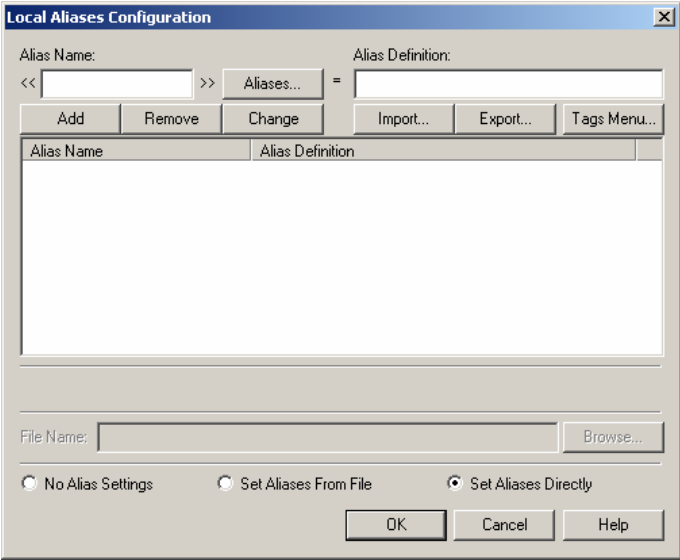 Local Aliases Configuration
Alias Name: Alias Definition:
<< >> Aliases... =
Add Remove Change Import... Export... Tags Menu...
Alias Name Alias Definition
File Name: Browse...
No Alias Settings Set Aliases From File Set Aliases Directly
OK Cancel Help